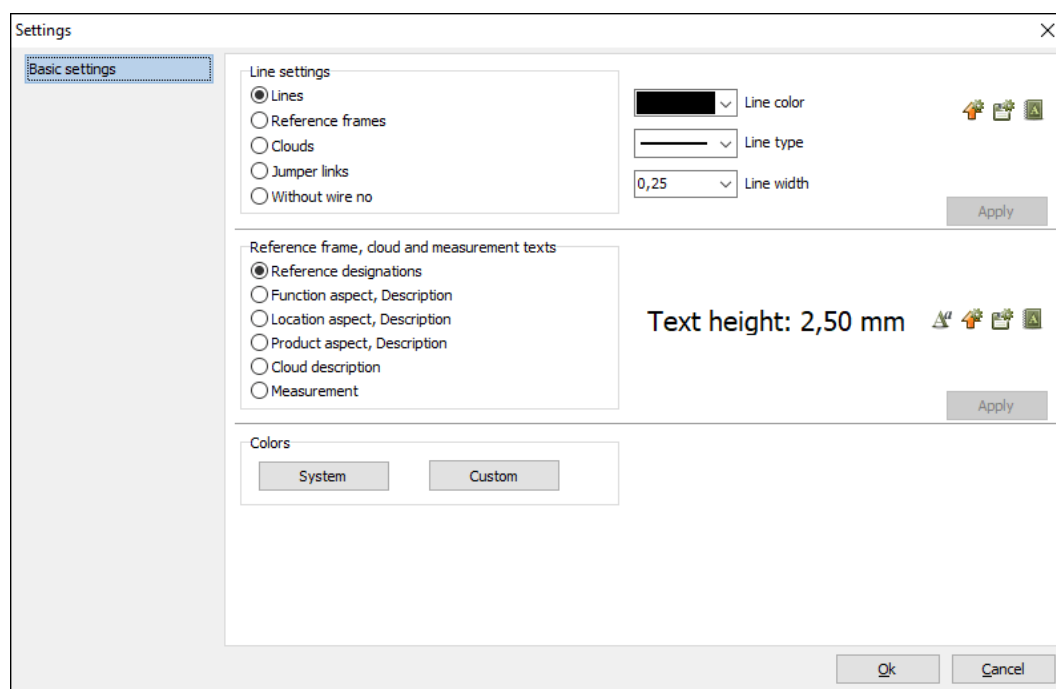 Settings
Basic settings
Line settings
Lines
Reference frames
Clouds
Jumper links
Without wire no
Line color
Line type
0,25
Line width
A
Apply
Reference frame, cloud and measurement texts
Reference designations
Function aspect, Description
Location aspect, Description
Product aspect, Description
Cloud description
Measurement
Text height: 2,50 mm
A
Apply
Colors
System
Custom
Ok
Cancel